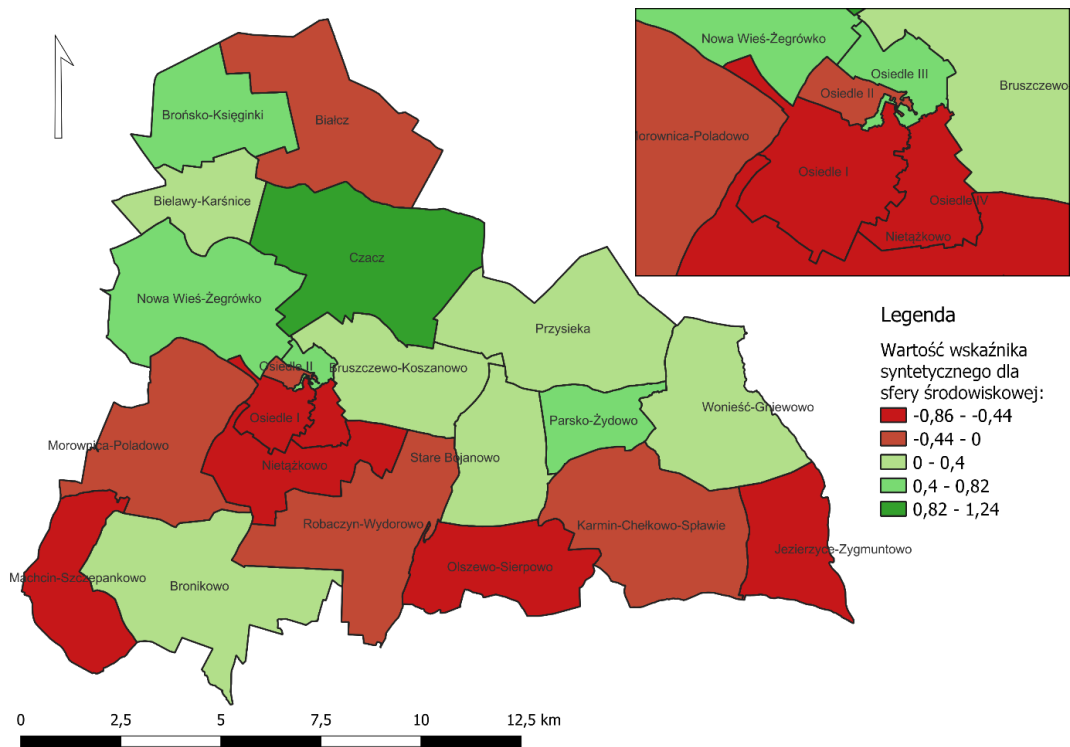 Nowa Wieś-Żegrówko
Osiedle III
Osiedle II
Bruszczewo
Morownica-Poladowo
Osiedle I
Osiedle IV
Nietążkowo
Brońsko-Księginki
Białcz
Bielawy-Karśnice
Czacz
Nowa Wieś-Żegrówko
Przysieka
Osiedle II
Bruszczewo-Koszanowo
Wonieść-Gniewowo
Osiedle I
Parsko-Żydowo
Morownica-Poladowo
Stare Bojanowo
Nietążkowo
Robaczyn-Wydorowo
Karmin-Chełkowo-Spławie
Jezierzyce-Zygmuntowo
Olszewo-Sierpowo
Machcin-Szczepankowo
Bronikowo
Legenda
Wartość wskaźnika
syntetycznego dla
sfery środowiskowej:
-0,86 - -0,44
-0,44 - 0
0 - 0,4
0,4 - 0,82
0,82 - 1,24
0 2,5 5 7,5 10 12,5 km